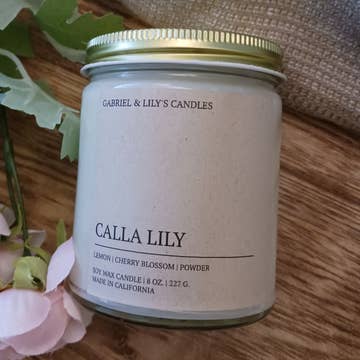 GABRIEL & LILY'S CANDLES
CALLA LILY
LEMON | CHERRY BLOSSOM | POWDER
SOY WAX CANDLE | 8 OZ. | 227 G.
MADE IN CALIFORNIA